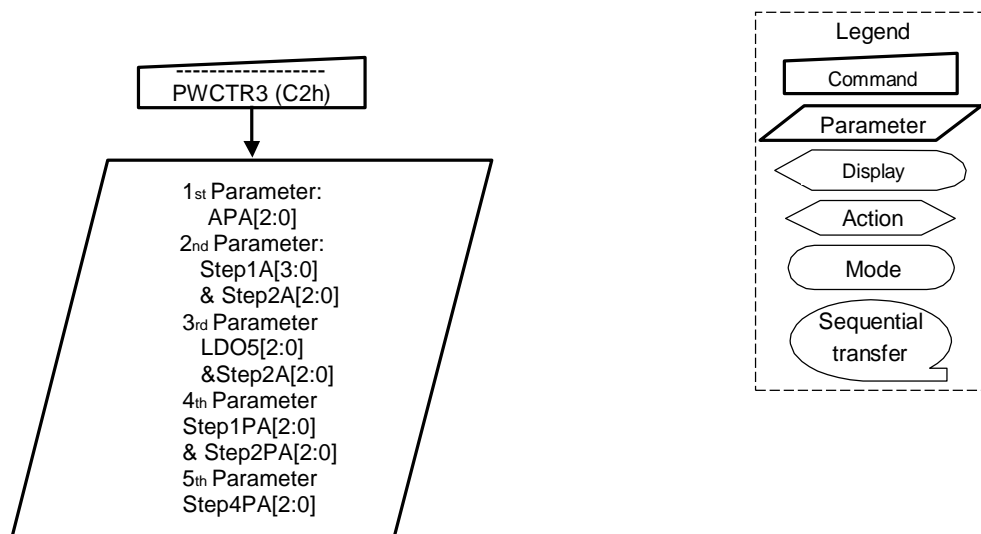 PWCTR3 (C2h)
1st Parameter:
APA[2:0]
2nd Parameter:
Step1A[3:0]
& Step2A[2:0]
3rd Parameter
LDO5[2:0]
&Step2A[2:0]
4th Parameter
Step1PA[2:0]
& Step2PA[2:0]
5th Parameter
Step4PA[2:0]
Legend
Command
Parameter
Display
Action
Mode
Sequential
transfer